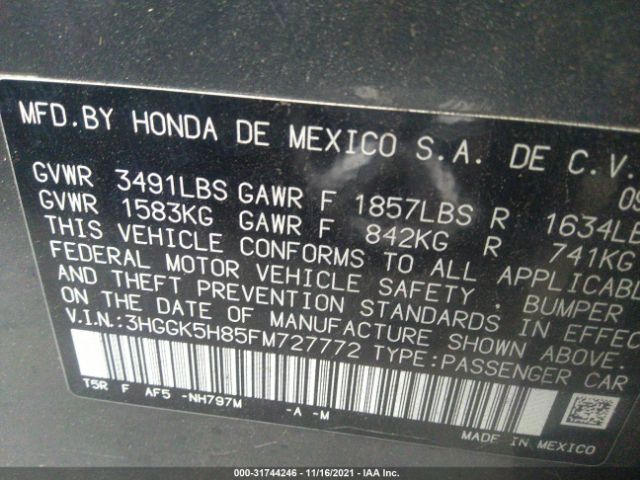 MFD.BY HONDA DE MEXICO S.A. DE C.V.
09
GVWR 3491LBS GAWR F 1857LBS R 1634LB
GVWR 1583KG GAWR F 842KG R 741KG
THIS VEHICLE CONFORMS TO ALL APPLICAB
FEDERAL MOTOR VEHICLE SAFETY, BUMPER
AND THEFT PREVENTION STANDARDS IN EFFEC
ON THE DATE OF MANUFACTURE SHOWN ABOVE.
V.I.N.:3HGGK5H85FM727772 TYPE:PASSENGER CAR
T5R F AF5 -NH797M -A -M
MADE IN MEXICO
000-31744246 - 11/16/2021 - IAA Inc.